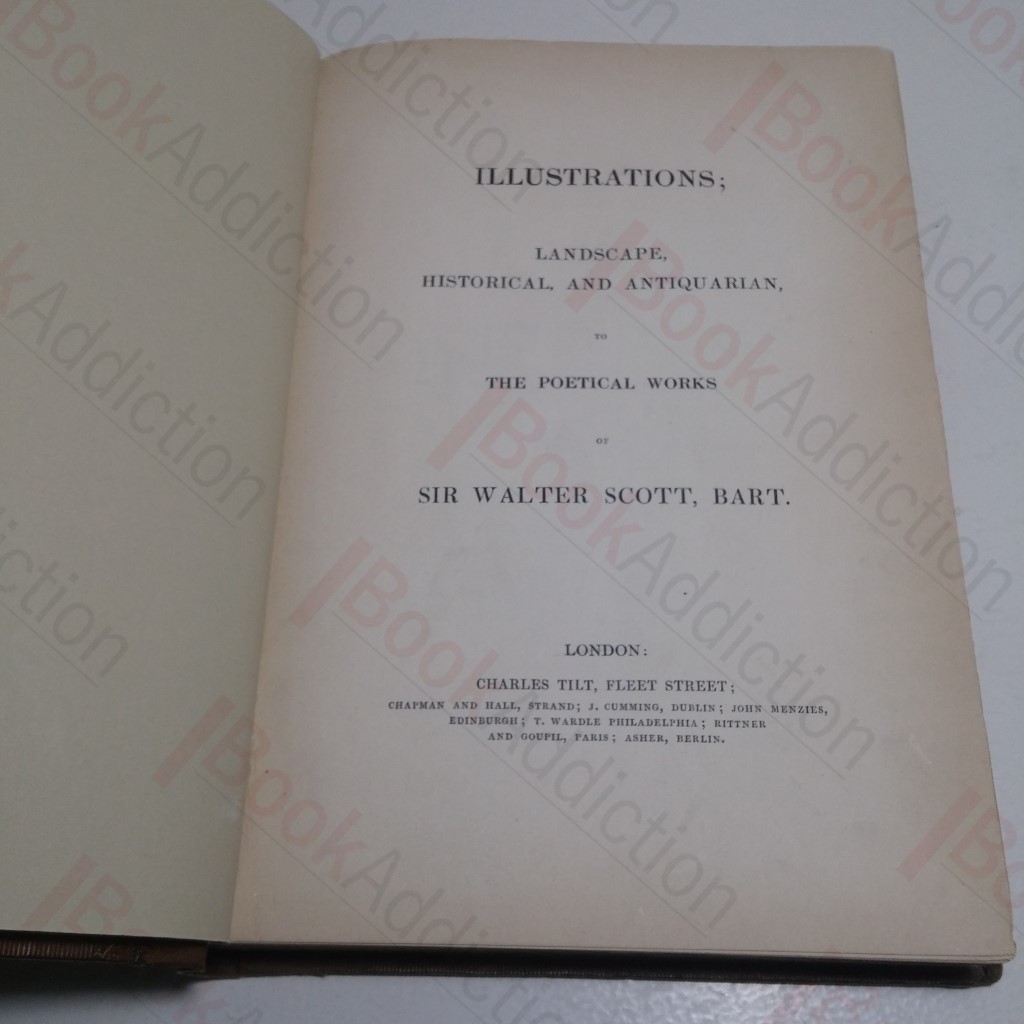 ILLUSTRATIONS;
LANDSCAPE,
HISTORICAL, AND ANTIQUARIAN,
TO
THE POETICAL WORKS
OF
SIR WALTER SCOTT, BART.
LONDON:
CHARLES TILT, FLEET STREET;
CHAPMAN AND HALL, STRAND; J. CUMMING, DUBLIN; JOHN MENZIES,
EDINBURGH; T. WARDLE PHILADELPHIA; RITTNER
AND GOUPIL, PARIS; ASHER, BERLIN.
BookAddiction